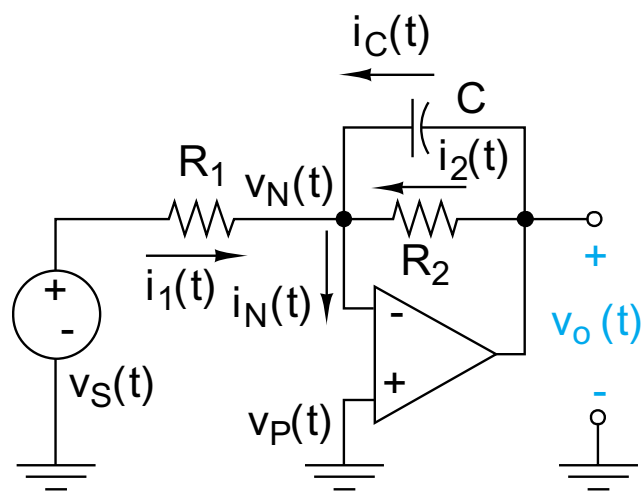 i_C(t)
C
R_1
v_N(t)
i_2(t)
R_2
i_1(t)
i_N(t)
+
-
v_S(t)
-
+
v_P(t)
+
v_o(t)
-